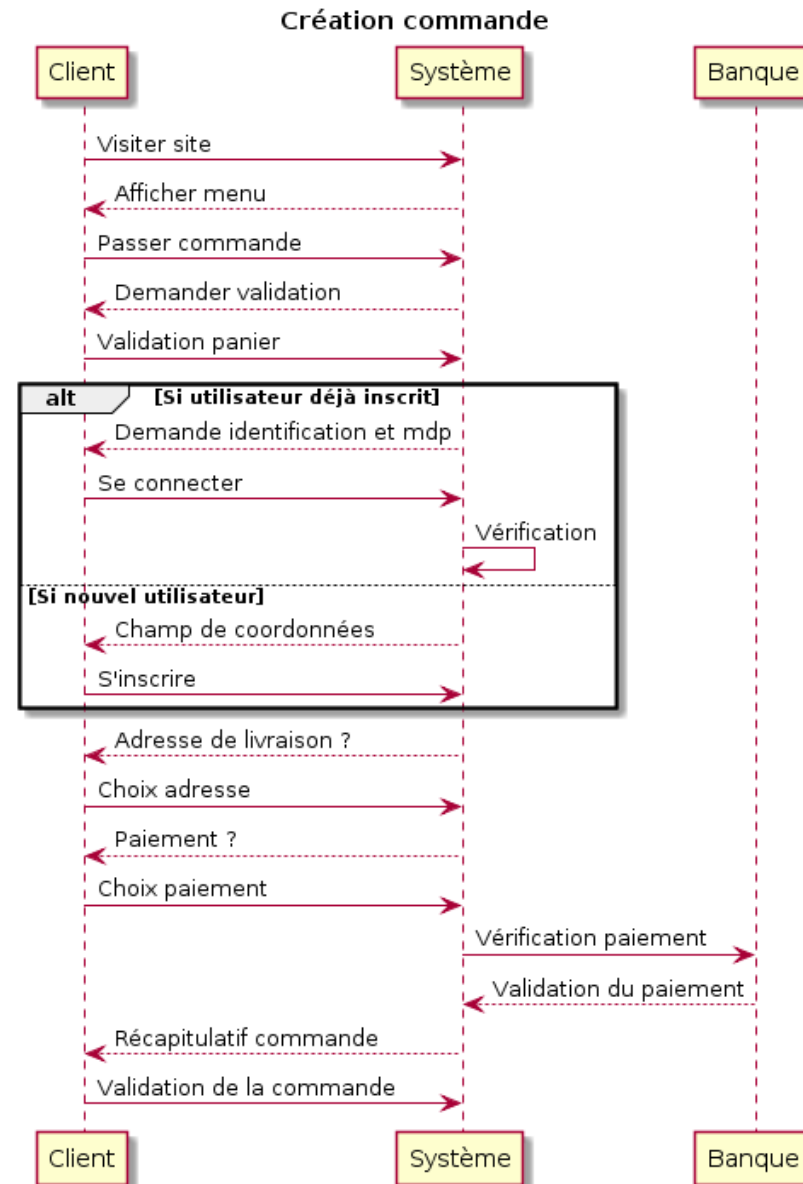 Création commande
Client Système Banque
Visiter site
Afficher menu
Passer commande
Demander validation
Validation panier
alt [Si utilisateur déjà inscrit]
Demande identification et mdp
Se connecter
Vérification
[Si nouvel utilisateur]
Champ de coordonnées
S'inscrire
Adresse de livraison ?
Choix adresse
Paiement ?
Choix paiement
Vérification paiement
Validation du paiement
Récapitulatif commande
Validation de la commande
Client Système Banque